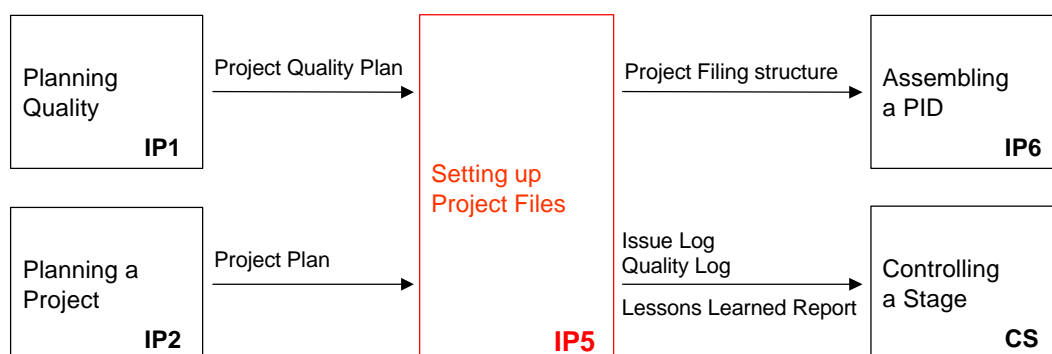 Planning
Quality
IP1
Project Quality Plan
Project Filing structure
Assembling
a PID
IP6
Setting up
Project Files
IP5
Planning a
Project
IP2
Project Plan
Issue Log
Quality Log
Lessons Learned Report
Controlling
a Stage
CS